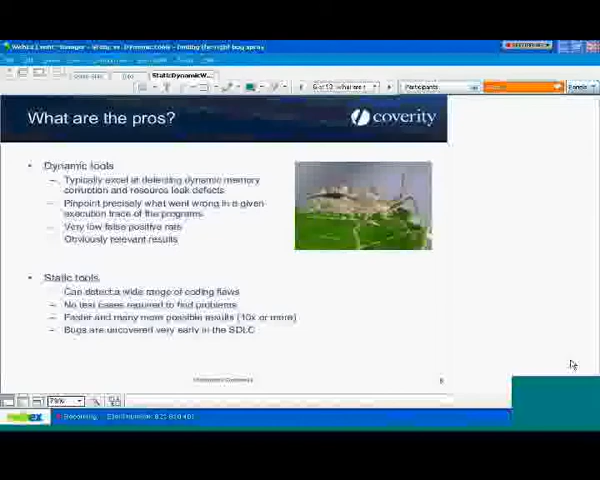 StaticDynamicW...
Participants
What are the pros?
coverity
• Dynamic tools
– Typically excel at detecting dynamic memory
corruption and resource leak defects
– Pinpoint precisely what went wrong in a given
execution trace of the programs
– Very low false positive rate
Obviously relevant results
• Static tools
Can detect a wide range of coding flaws
– No test cases required to find problems
– Faster and many more possible results (10x or more)
– Bugs are uncovered very early in the SDLC